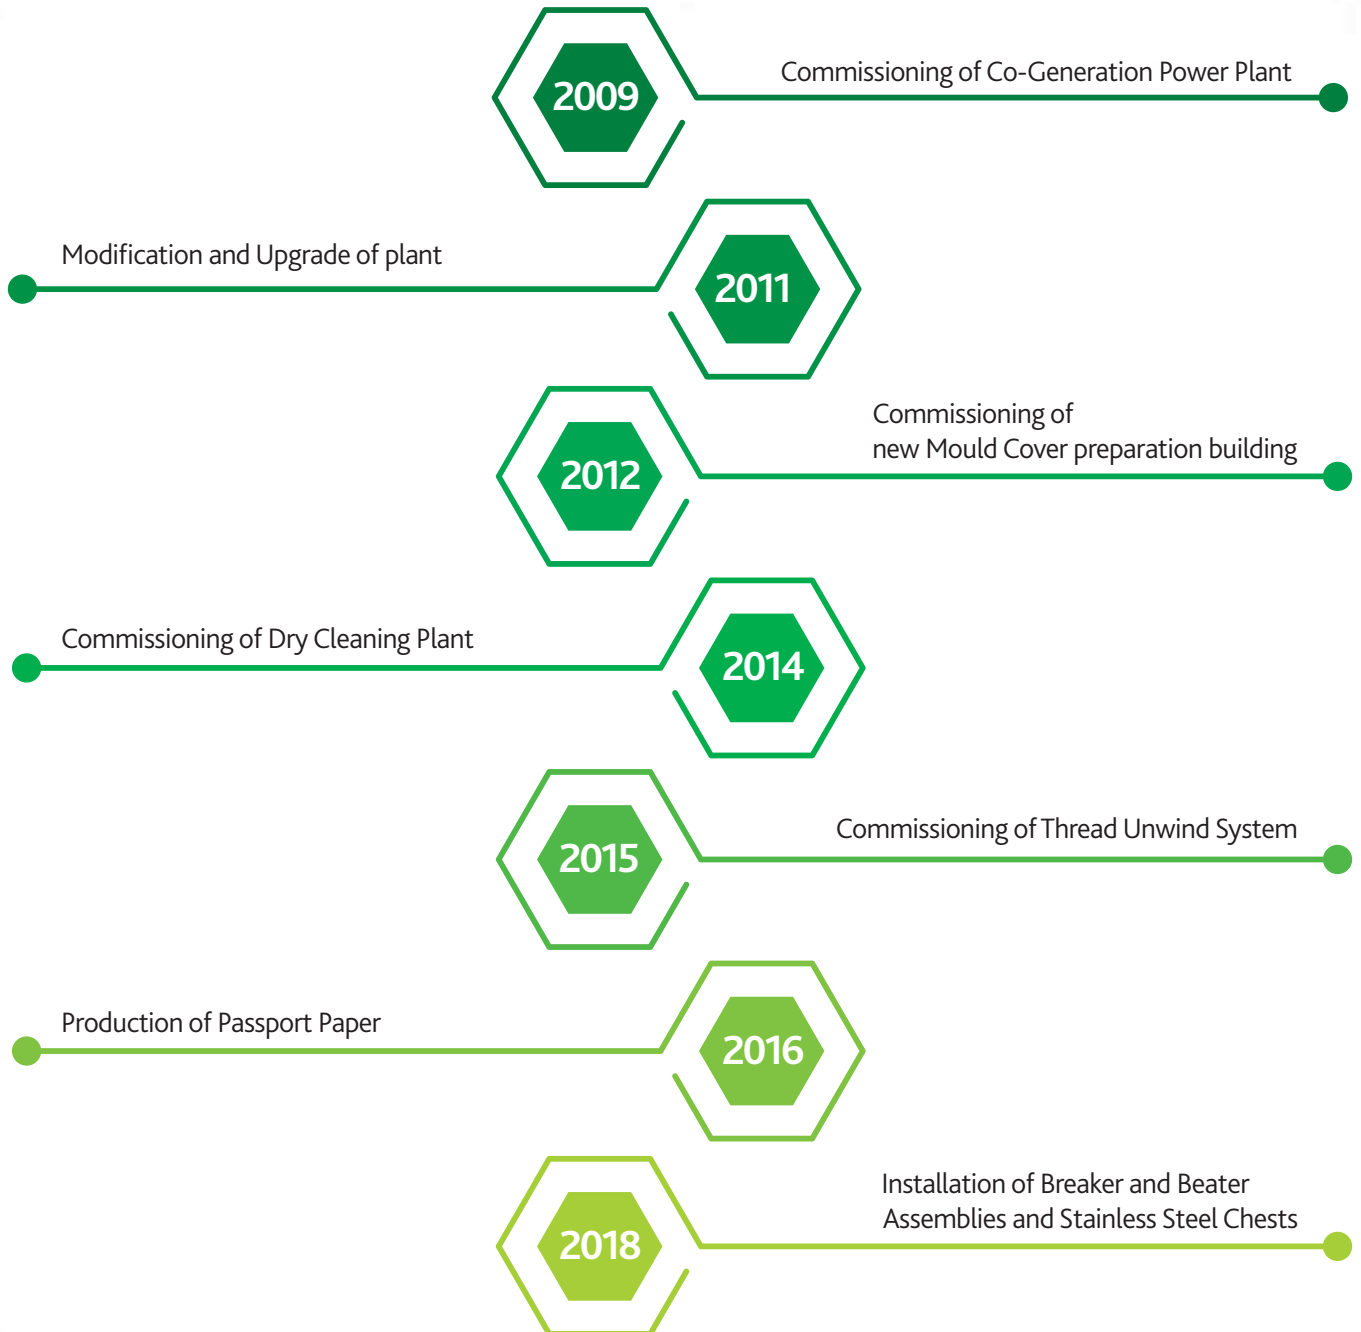 2009
Commissioning of Co-Generation Power Plant
Modification and Upgrade of plant
2011
2012
Commissioning of
new Mould Cover preparation building
Commissioning of Dry Cleaning Plant
2014
2015
Commissioning of Thread Unwind System
Production of Passport Paper
2016
2018
Installation of Breaker and Beater
Assemblies and Stainless Steel Chests